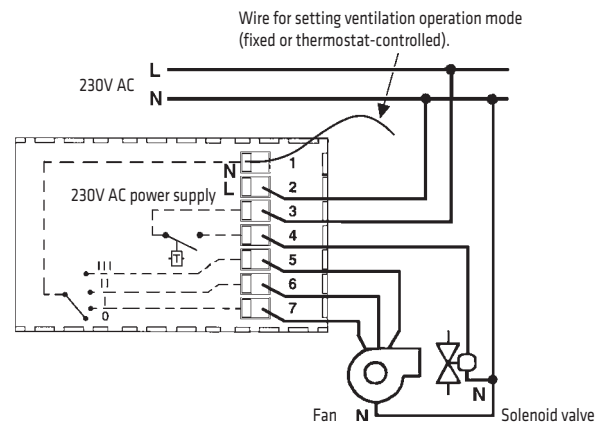 Wire for setting ventilation operation mode
(fixed or thermostat-controlled).
L
230V AC
N
1
N
L
2
230V AC power supply
3
4
T
5
III
II
6
I
7
0
N
Fan
N
Solenoid valve